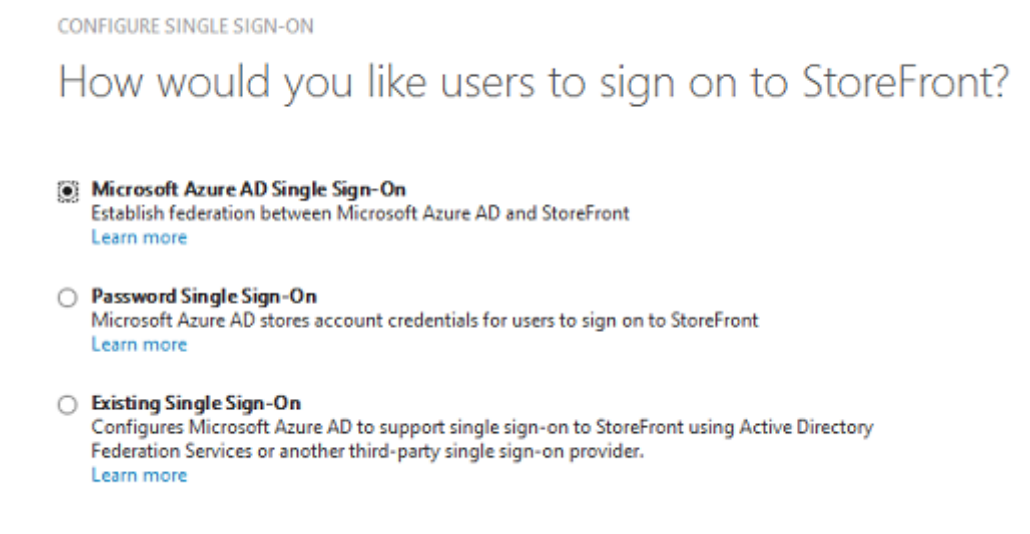 CONFIGURE SINGLE SIGN-ON
How would you like users to sign on to StoreFront?
Microsoft Azure AD Single Sign-On
Establish federation between Microsoft Azure AD and StoreFront
Learn more
Password Single Sign-On
Microsoft Azure AD stores account credentials for users to sign on to StoreFront
Learn more
Existing Single Sign-On
Configures Microsoft Azure AD to support single sign-on to StoreFront using Active Directory
Federation Services or another third-party single sign-on provider.
Learn more